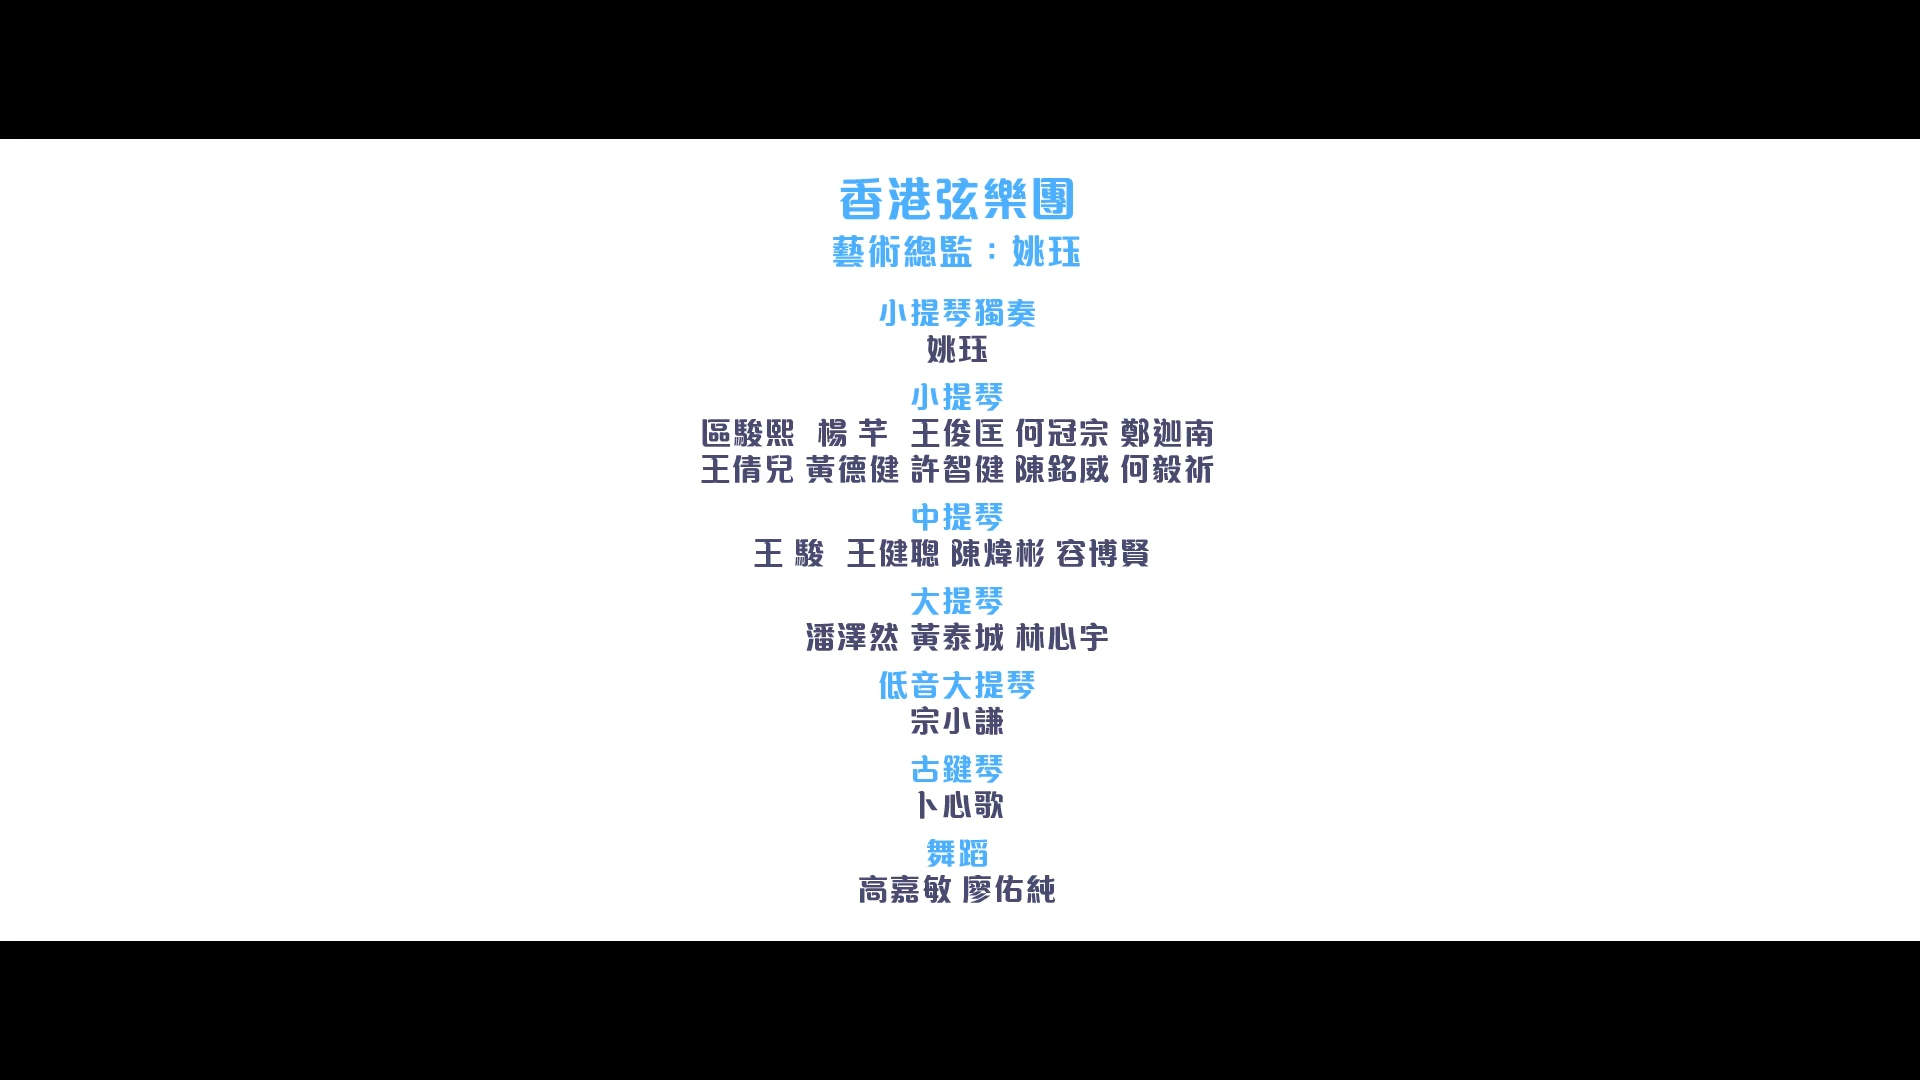 香港弦樂團
藝術總監：姚珏
小提琴獨奏
姚珏
小提琴
區駿熙 楊 芊 王俊匡 何冠宗 鄭迦南
王倩兒 黃德健 許智健 陳銘威 何毅祈
中提琴
王 駿 王健聰 陳煒彬 容博賢
大提琴
潘澤然 黃泰城 林心宇
低音大提琴
宗小謙
古鍵琴
卜心歌
舞蹈
高嘉敏 廖佑純